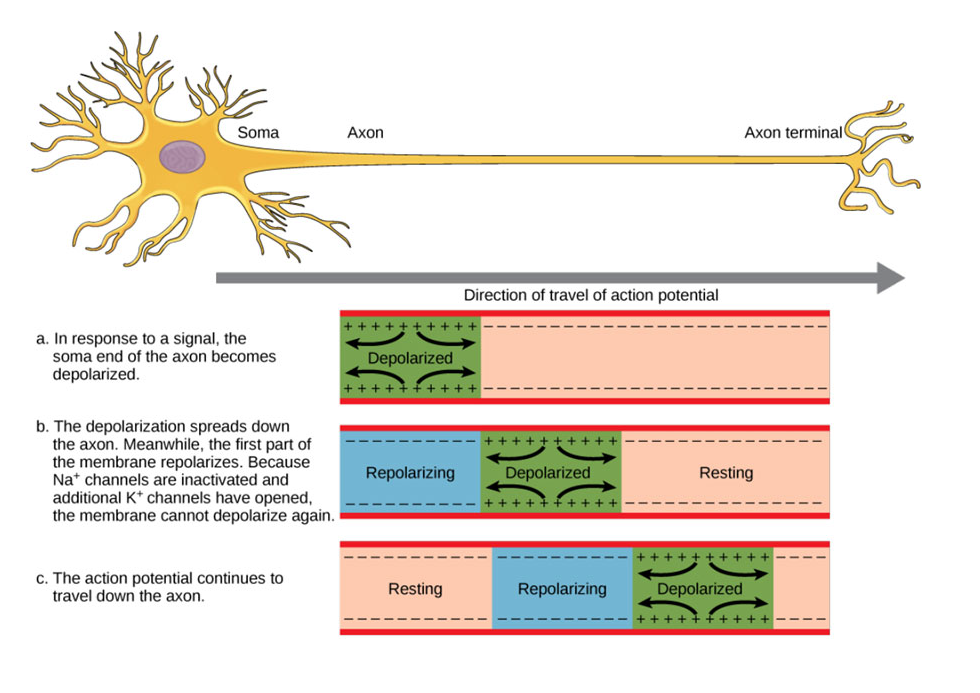 Soma
Axon
Axon terminal
Direction of travel of action potential
a. In response to a signal, the
soma end of the axon becomes
depolarized.
+ + + + + + + + + +
Depolarized
+ + + + + + + + + +
b. The depolarization spreads down
the axon. Meanwhile, the first part of
the membrane repolarizes. Because
Na⁺ channels are inactivated and
additional K⁺ channels have opened,
the membrane cannot depolarize again.
Repolarizing
+ + + + + + + + + +
Depolarized
+ + + + + + + + + +
Resting
c. The action potential continues to
travel down the axon.
Resting
Repolarizing
+ + + + + + + + + +
Depolarized
+ + + + + + + + + +